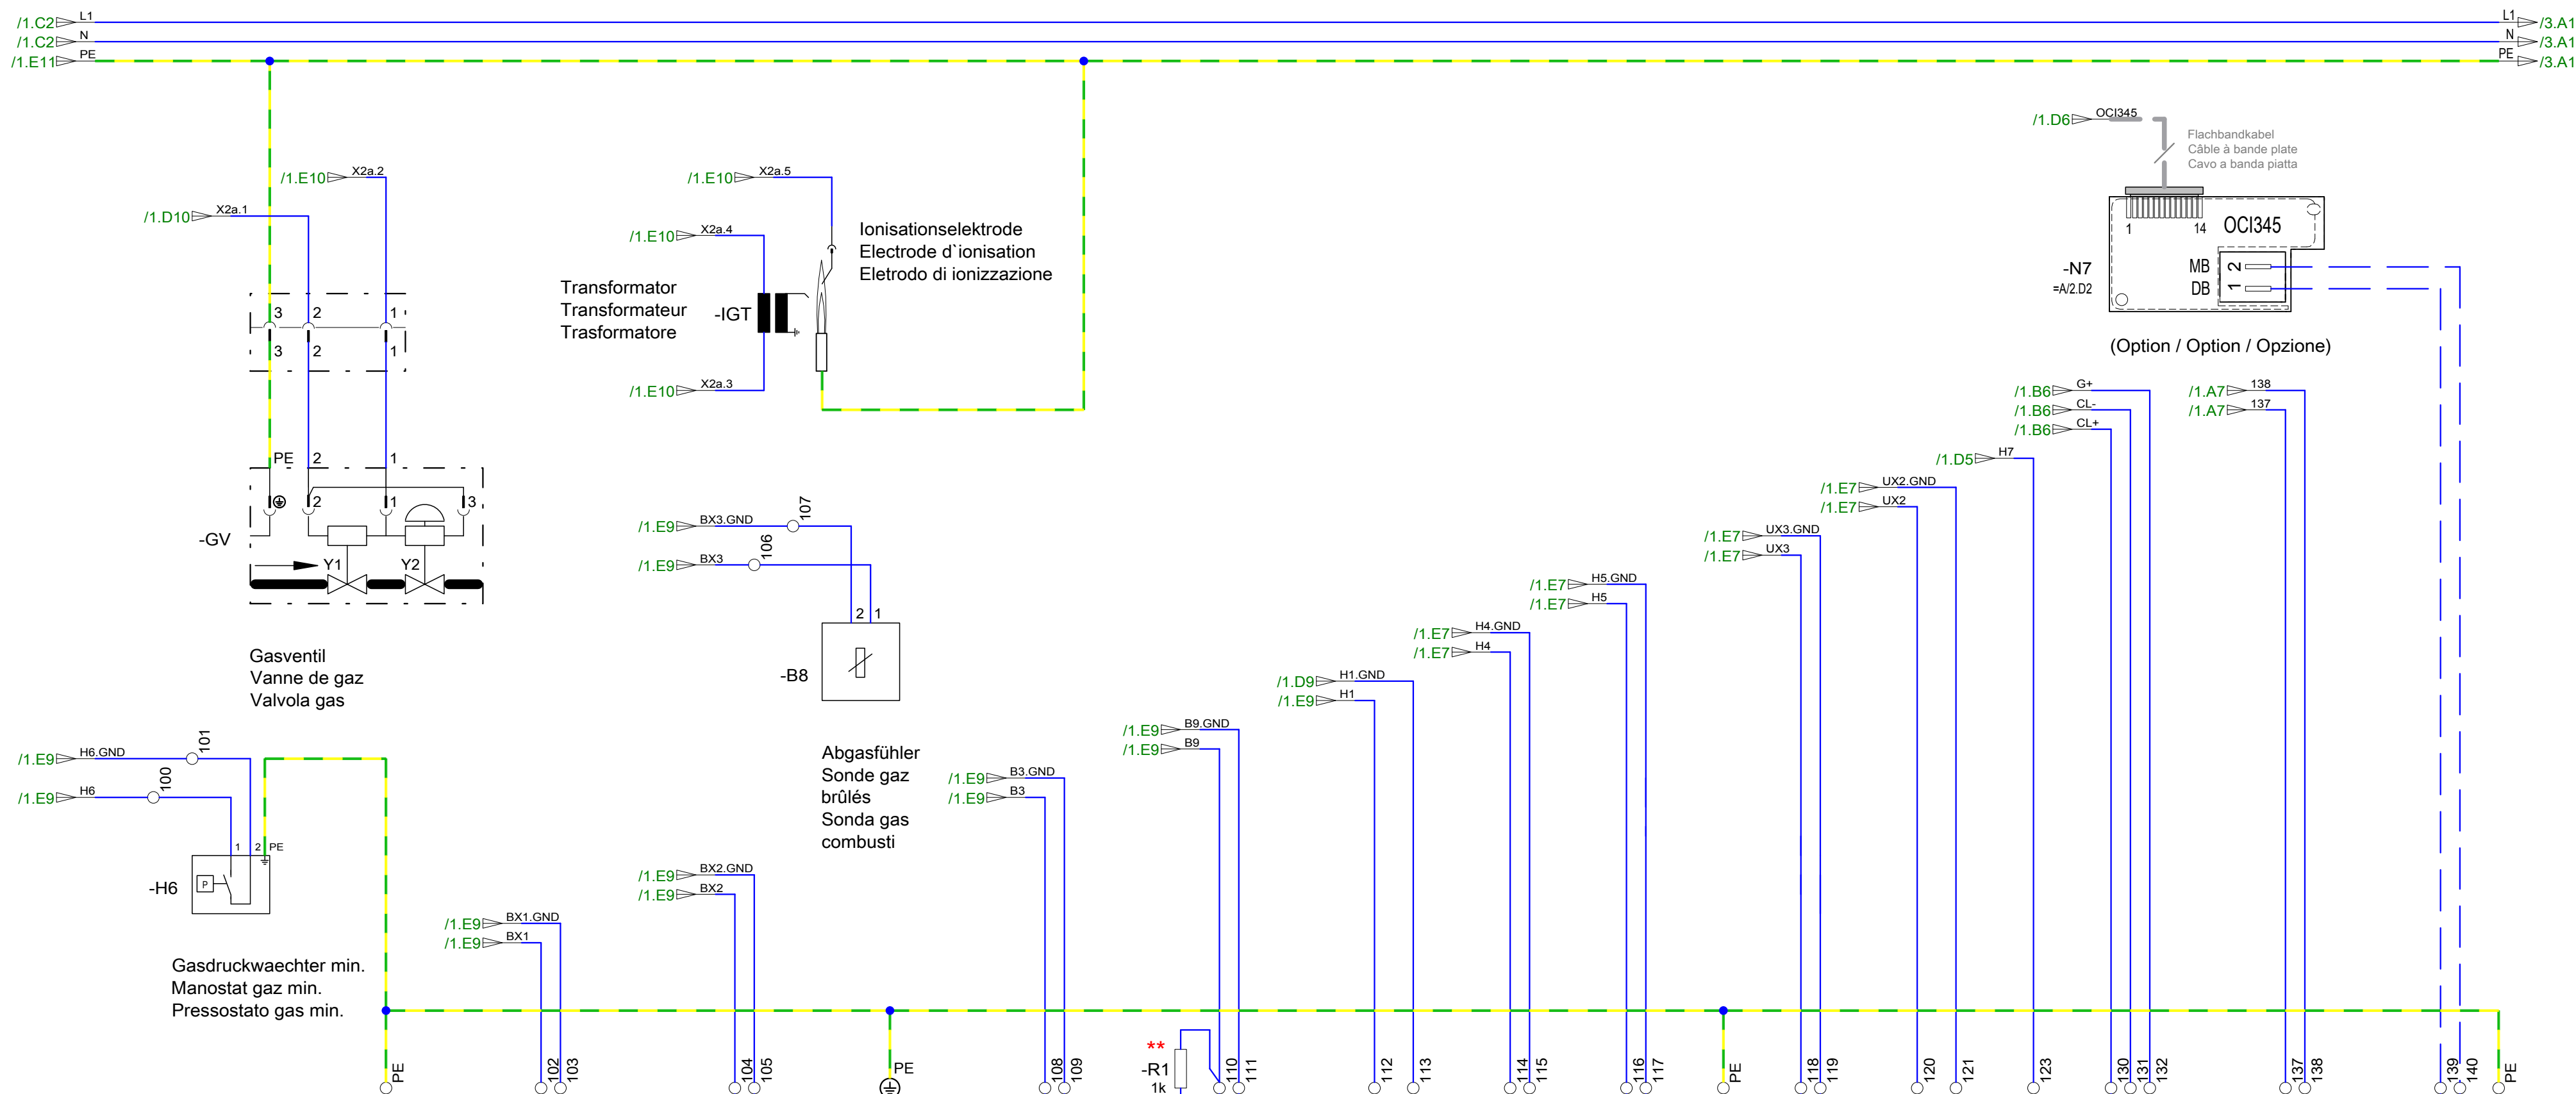 /1.C2 L1
L1 /3.A1
/1.C2 N
N /3.A1
/1.E11 PE
PE /3.A1
/1.D6 OCI345
Flachbandkabel
Câble à bande plate
Cavo a banda piatta
/1.E10 X2a.2
/1.D10 X2a.1
/1.E10 X2a.5
/1.E10 X2a.4
Ionisationselektrode
Electrode d`ionisation
Eletrodo di ionizzazione
Transformator
Transformateur
Trasformatore
-IGT
/1.E10 X2a.3
1 14 OCI345
-N7
=A/2.D2
MB 2
DB 1
(Option / Option / Opzione)
3 2 1
3 2 1
PE 2 1
2 1 3
-GV
Y1 Y2
Gasventil
Vanne de gaz
Valvola gas
/1.E9 BX3.GND 107
/1.E9 BX3 106
2 1
-B8
Abgasfühler
Sonde gaz
brûlés
Sonda gas
combusti
/1.B6 G+
/1.B6 CL-
/1.B6 CL+
/1.A7 138
/1.A7 137
/1.D5 H7
/1.E7 UX2.GND
/1.E7 UX2
/1.E7 UX3.GND
/1.E7 UX3
/1.E7 H5.GND
/1.E7 H5
/1.E7 H4.GND
/1.E7 H4
/1.D9 H1.GND
/1.E9 H1
/1.E9 B9.GND
/1.E9 B9
/1.E9 B3.GND
/1.E9 B3
/1.E9 H6.GND 101
/1.E9 H6 100
1 2 PE
-H6
P
Gasdruckwaechter min.
Manostat gaz min.
Pressostato gas min.
/1.E9 BX2.GND
/1.E9 BX2
/1.E9 BX1.GND
/1.E9 BX1
**
-R1
1k
PE 102 103 104 105 PE 108 109 110 111 112 113 114 115 116 117 PE 118 119 120 121 123 130 131 132 137 138 139 140 PE